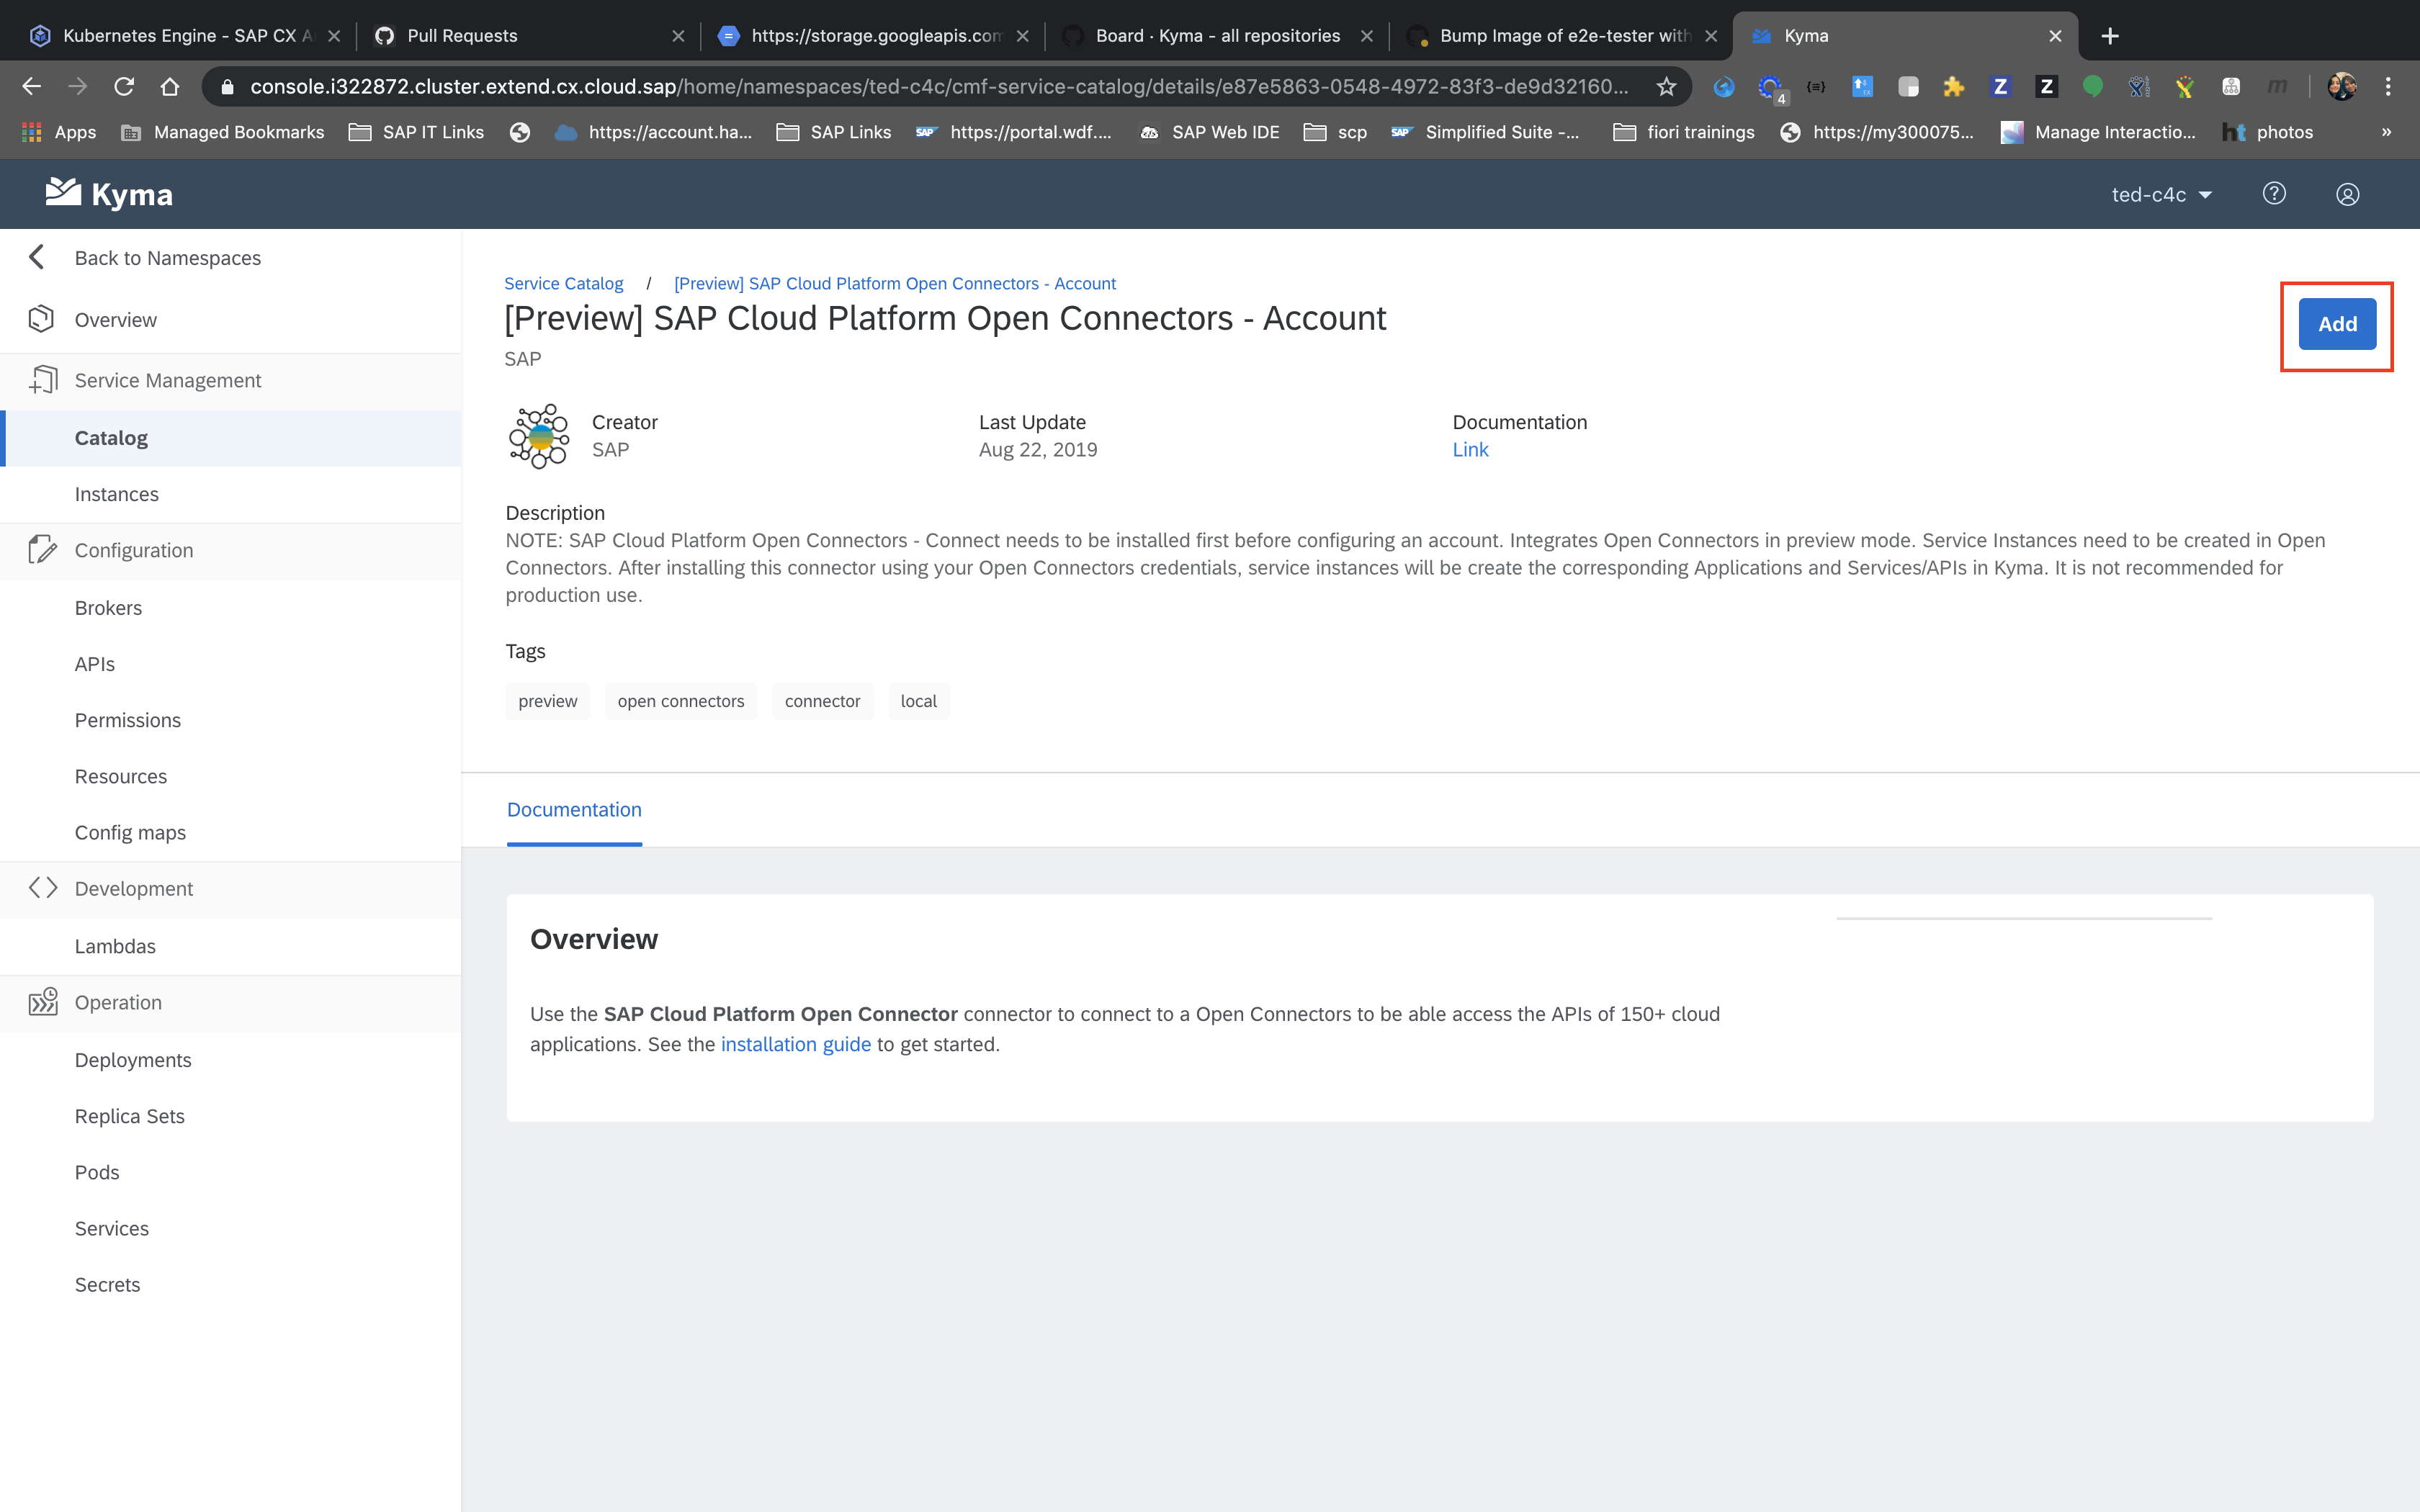 Kubernetes Engine - SAP CX A
Pull Requests
https://storage.googleapis.com
Board · Kyma - all repositories
Bump Image of e2e-tester with
Kyma
console.i322872.cluster.extend.cx.cloud.sap/home/namespaces/ted-c4c/cmf-service-catalog/details/e87e5863-0548-4972-83f3-de9d32160...
4
Z
Z
m
Apps
Managed Bookmarks
SAP IT Links
https://account.ha...
SAP Links
SAP
https://portal.wdf....
SAP Web IDE
scp
SAP
Simplified Suite -...
fiori trainings
https://my300075...
Manage Interactio...
ht
photos
»
Kyma
ted-c4c
?
Back to Namespaces
Overview
Service Management
Catalog
Instances
Configuration
Brokers
APIs
Permissions
Resources
Config maps
Development
Lambdas
Operation
Deployments
Replica Sets
Pods
Services
Secrets
Service Catalog / [Preview] SAP Cloud Platform Open Connectors - Account
[Preview] SAP Cloud Platform Open Connectors - Account
Add
SAP
Creator
SAP
Last Update
Aug 22, 2019
Documentation
Link
Description
NOTE: SAP Cloud Platform Open Connectors - Connect needs to be installed first before configuring an account. Integrates Open Connectors in preview mode. Service Instances need to be created in Open
Connectors. After installing this connector using your Open Connectors credentials, service instances will be create the corresponding Applications and Services/APIs in Kyma. It is not recommended for
production use.
Tags
preview
open connectors
connector
local
Documentation
Overview
Use the SAP Cloud Platform Open Connector connector to connect to a Open Connectors to be able access the APIs of 150+ cloud
applications. See the installation guide to get started.